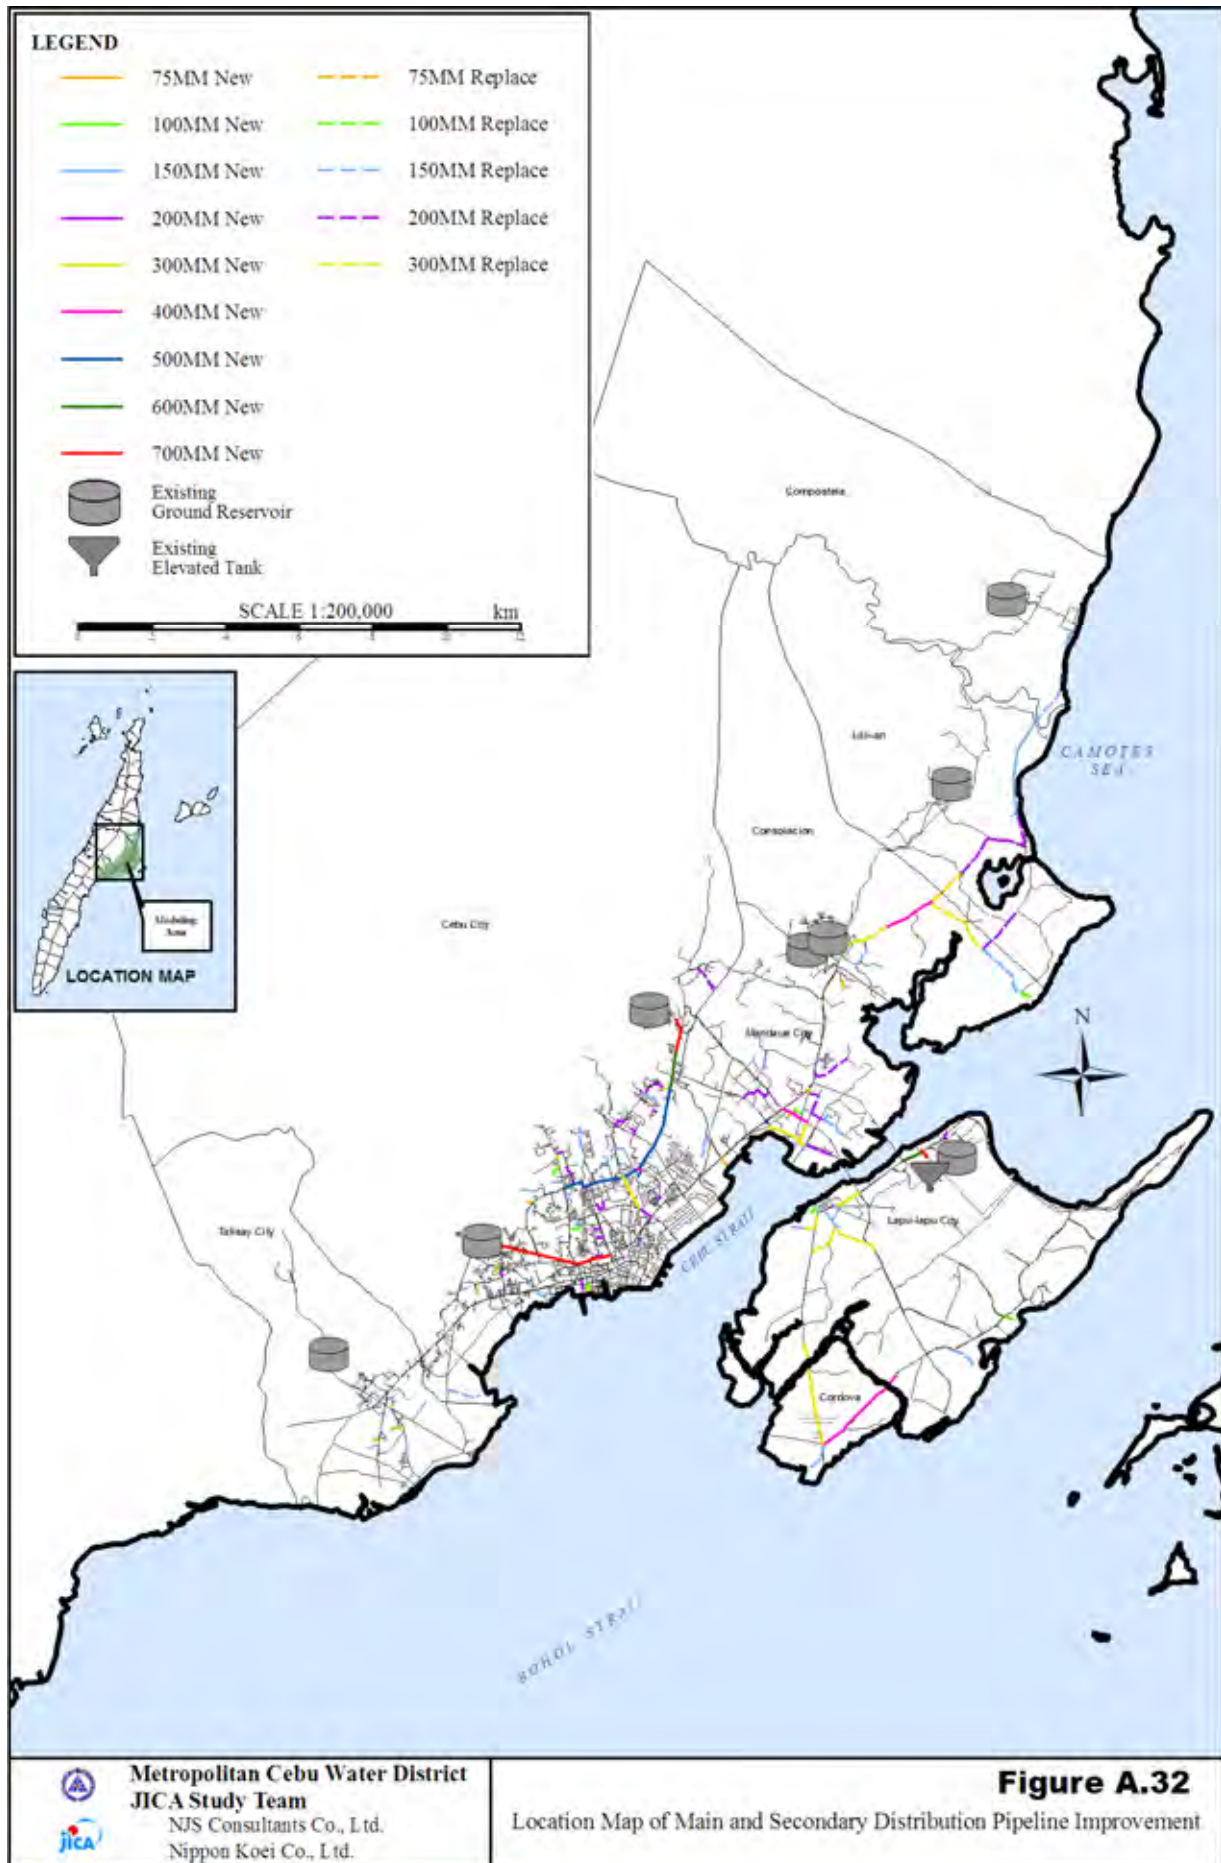 LEGEND
75MM New
75MM Replace
100MM New
100MM Replace
150MM New
150MM Replace
200MM New
200MM Replace
300MM New
300MM Replace
400MM New
500MM New
600MM New
700MM New
Existing
Ground Reservoir
Existing
Elevated Tank
SCALE 1:200,000 km
Modeling
Area
LOCATION MAP
Compostela
Liloan
CAMOTES
SEA
Consolacion
Cebu City
Mandaue City
N
Talisay City
CEBU STRAIT
Lapu-lapu City
Cordova
BOHOL STRAIT
Metropolitan Cebu Water District
JICA Study Team
NJS Consultants Co., Ltd.
Nippon Koei Co., Ltd.
jICA
Figure A.32
Location Map of Main and Secondary Distribution Pipeline Improvement